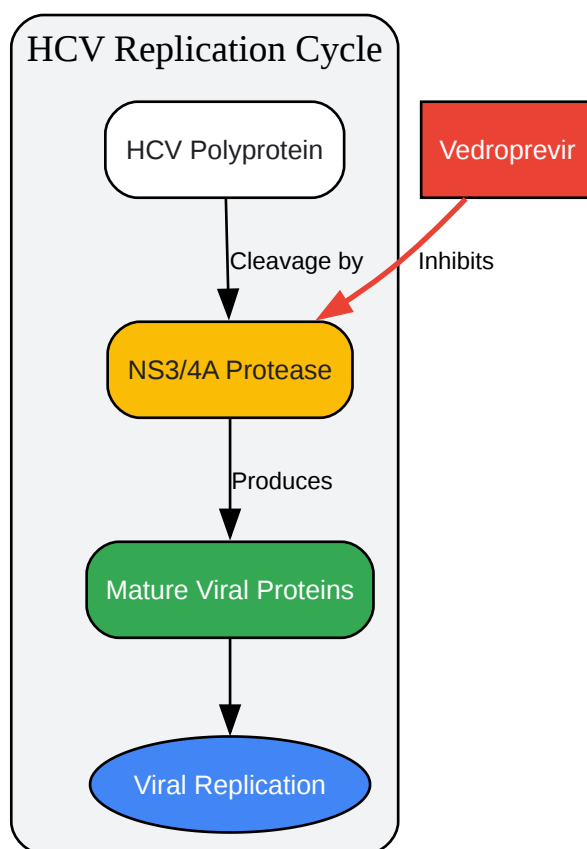 HCV Replication Cycle
HCV Polyprotein
Vedroprevir
Cleavage by
Inhibits
NS3/4A Protease
Produces
Mature Viral Proteins
Viral Replication